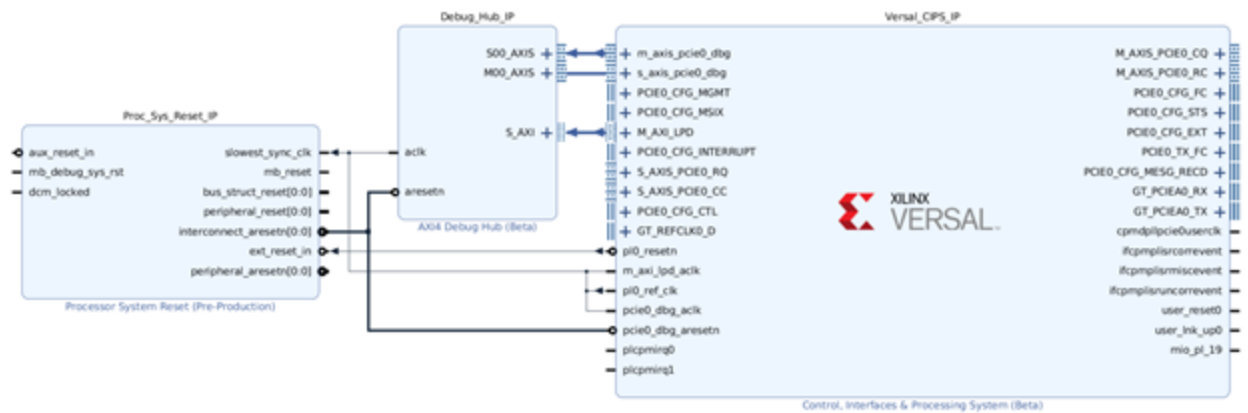 Proc_Sys_Reset_IP
aux_reset_in
mb_debug_sys_rst
dcm_locked
slowest_sync_clk
mb_reset
bus_struct_reset[0:0]
peripheral_reset[0:0]
interconnect_aresetn[0:0]
ext_reset_in
peripheral_aresetn[0:0]
Processor System Reset (Pre-Production)
Debug_Hub_IP
S00_AXIS
M00_AXIS
S_AXI
aclk
aresetn
AXI4 Debug Hub (Beta)
Versal_CIPS_IP
m_axis_pcie0_dbg
s_axis_pcie0_dbg
PCIE0_CFG_MGMT
PCIE0_CFG_MSIX
M_AXI_LPD
PCIE0_CFG_INTERRUPT
S_AXIS_PCIE0_RQ
S_AXIS_PCIE0_CC
PCIE0_CFG_CTL
GT_REFCLK0_D
pl0_resetn
m_axi_lpd_aclk
pl0_ref_clk
pcie0_dbg_aclk
pcie0_dbg_aresetn
plcpmirq0
plcpmirq1
XILINX
VERSAL
M_AXIS_PCIE0_CQ
M_AXIS_PCIE0_RC
PCIE0_CFG_FC
PCIE0_CFG_STS
PCIE0_CFG_EXT
PCIE0_TX_FC
PCIE0_CFG_MESG_RECD
GT_PCIEA0_RX
GT_PCIEA0_TX
cpmdpllpcie0userclk
ifcpmplisrcorrevent
ifcpmplisrmiscevent
ifcpmplisruncorrevent
user_reset0
user_lnk_up0
mio_pl_19
Control, Interfaces & Processing System (Beta)